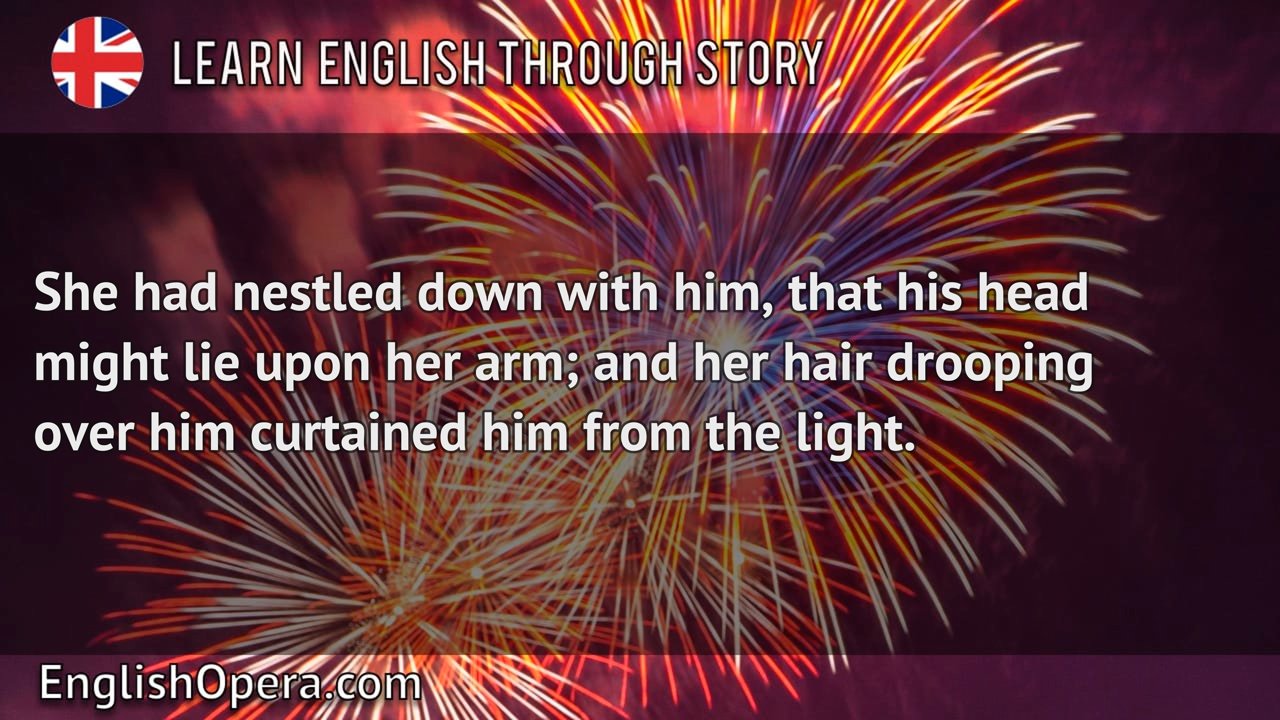 LEARN ENGLISH THROUGH STORY
She had nestled down with him, that his head
might lie upon her arm; and her hair drooping
over him curtained him from the light.
EnglishOpera.com